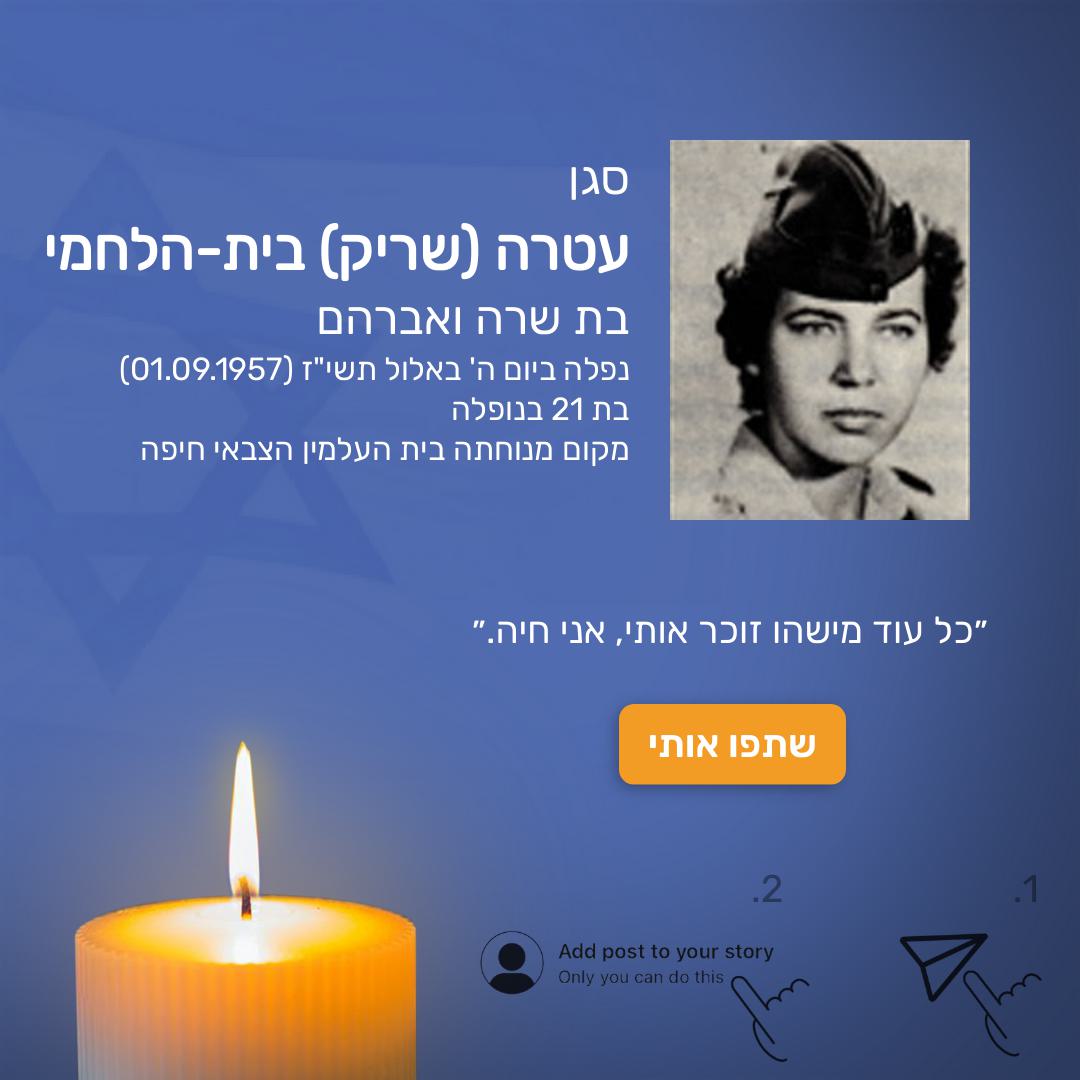 סגן
עטרה (שריק) בית-הלחמי
בת שרה ואברהם
נפלה ביום ה' באלול תשי"ז (01.09.1957)
בת 21 בנופלה
מקום מנוחתה בית העלמין הצבאי חיפה
״כל עוד מישהו זוכר אותי, אני חיה.״
שתפו אותי
.1
.2
Add post to your story
Only you can do this